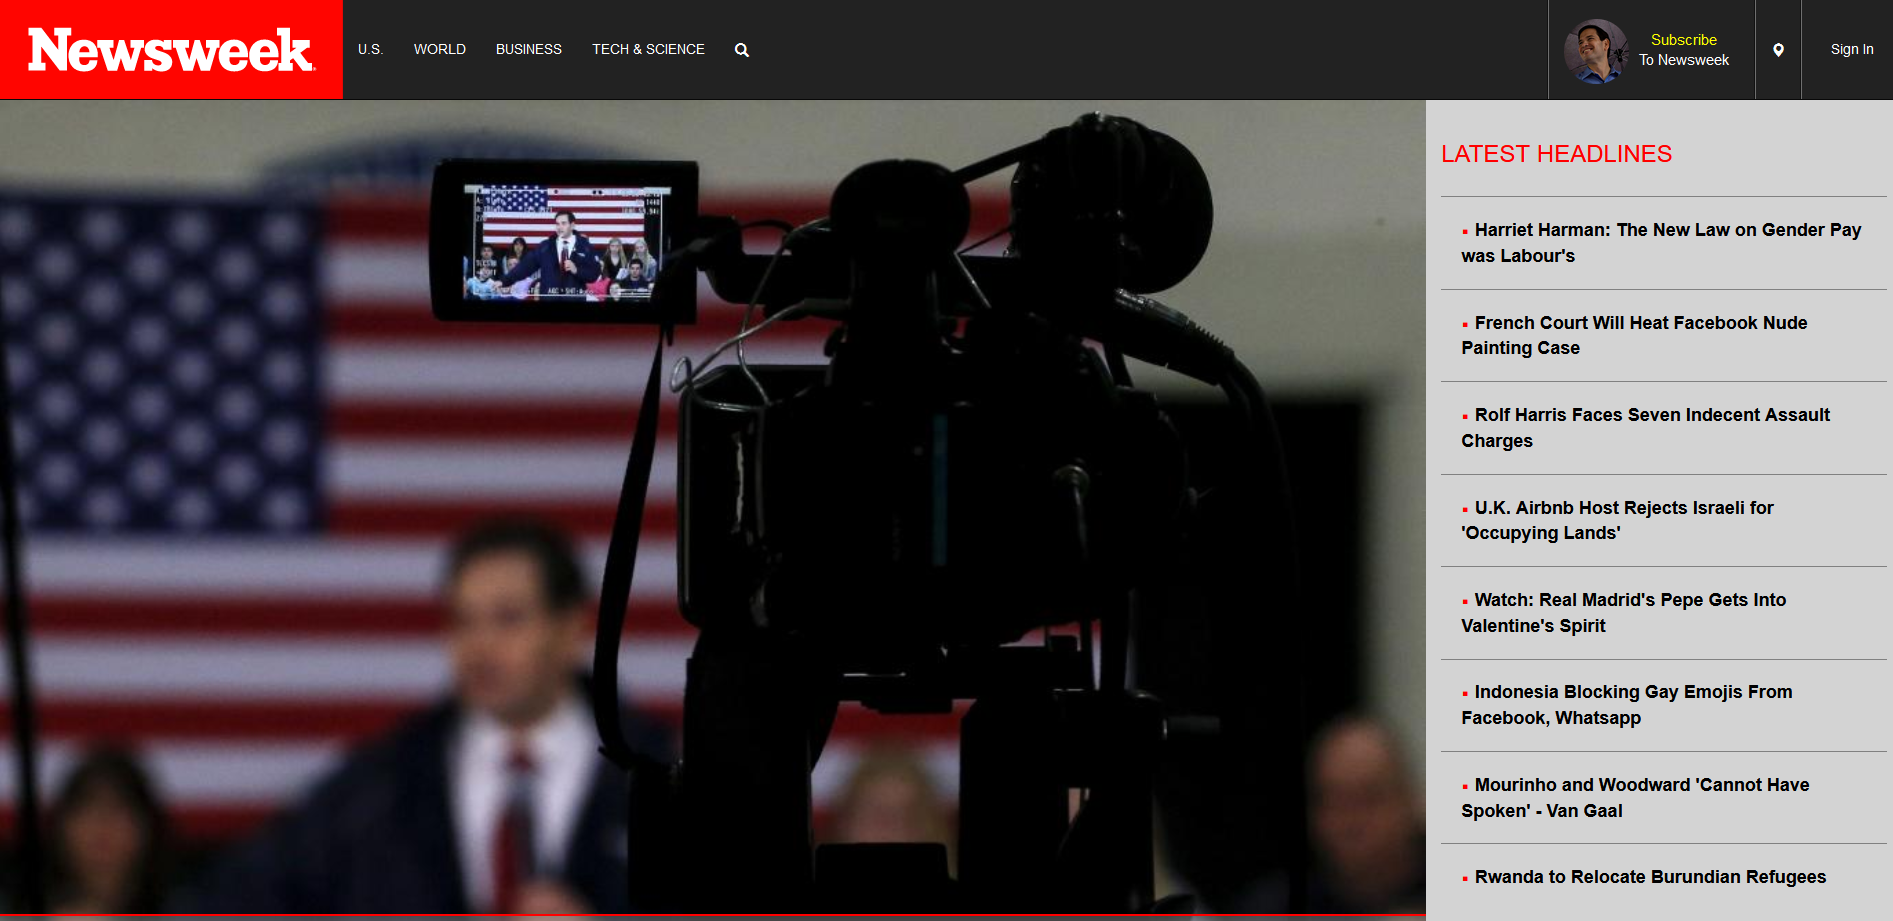 Newsweek
U.S. WORLD BUSINESS TECH & SCIENCE
Subscribe
To Newsweek
Sign In
LATEST HEADLINES
Harriet Harman: The New Law on Gender Pay
was Labour's
French Court Will Heat Facebook Nude
Painting Case
Rolf Harris Faces Seven Indecent Assault
Charges
U.K. Airbnb Host Rejects Israeli for
'Occupying Lands'
Watch: Real Madrid's Pepe Gets Into
Valentine's Spirit
Indonesia Blocking Gay Emojis From
Facebook, Whatsapp
Mourinho and Woodward 'Cannot Have
Spoken' - Van Gaal
Rwanda to Relocate Burundian Refugees